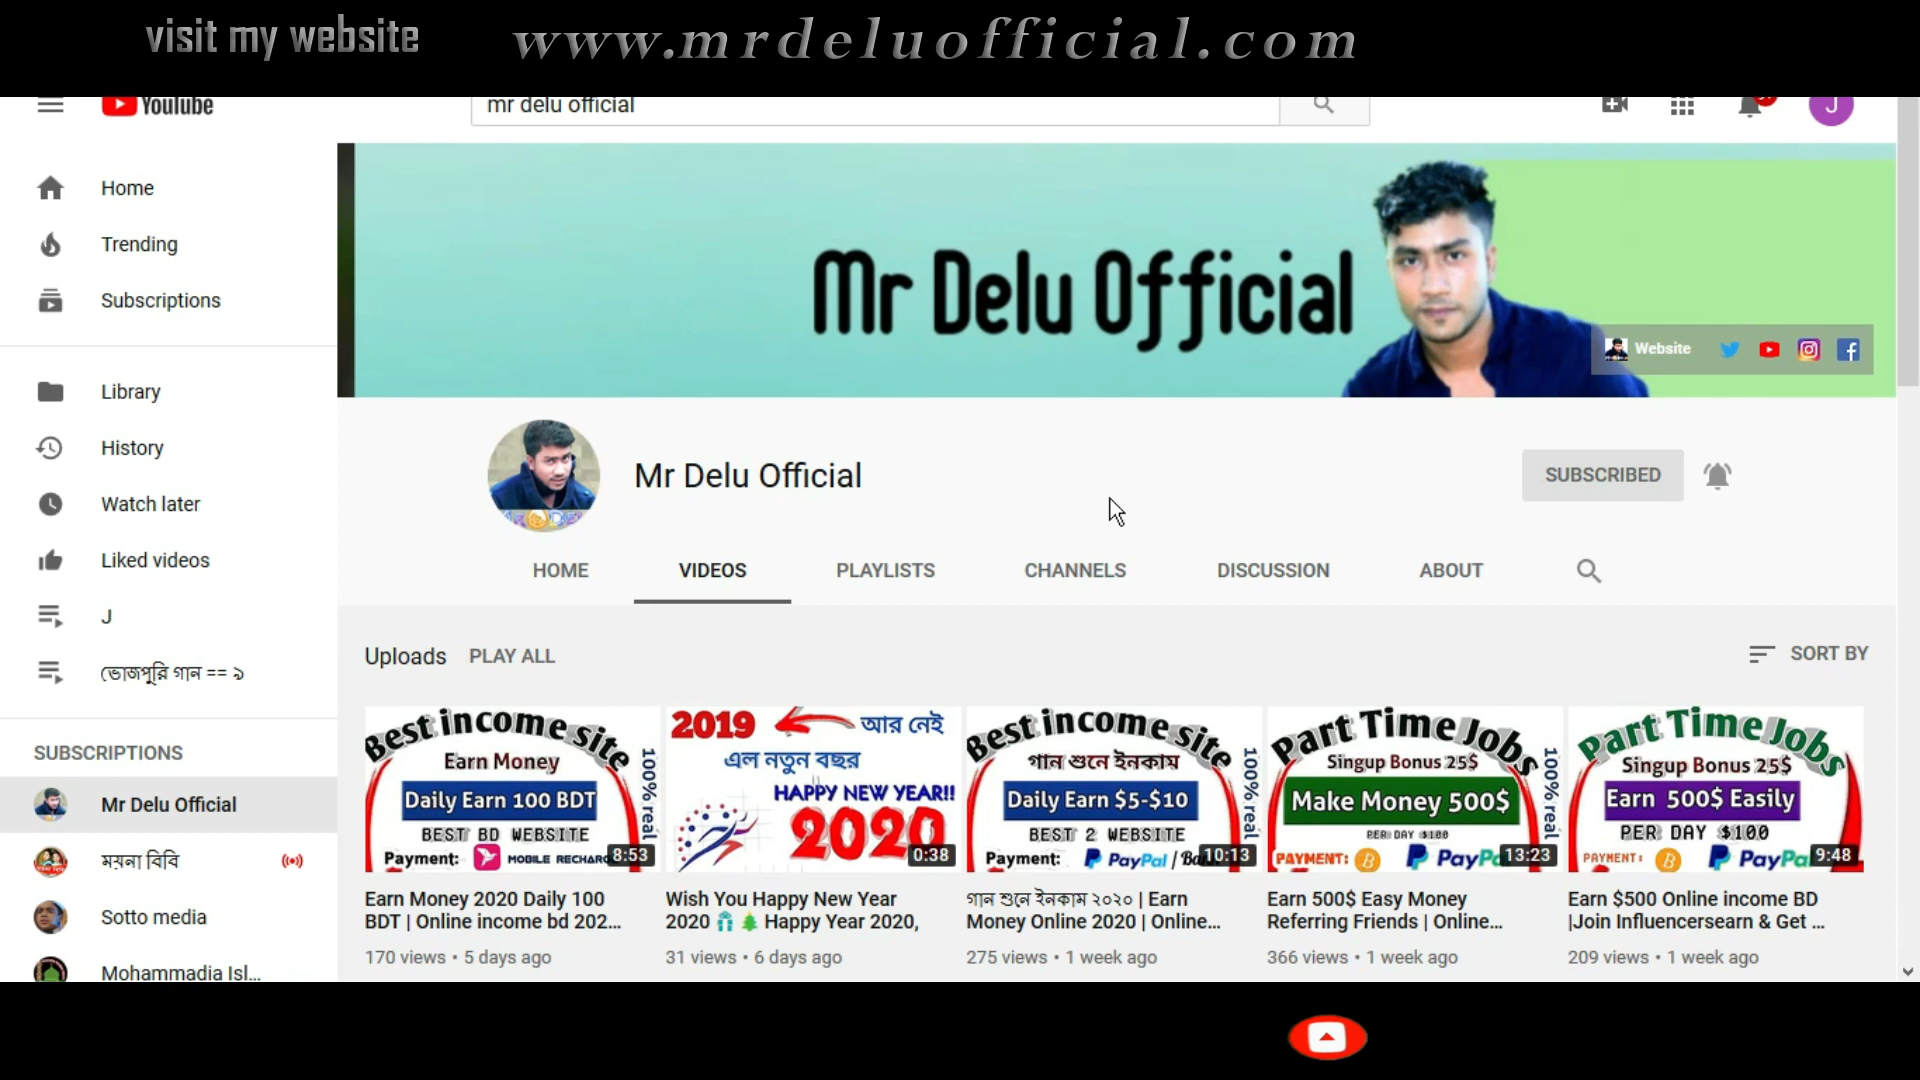 visit my website www.mrdeluofficial.com
YouTube
mr delu official
J
Home
Trending
Subscriptions
Library
History
Watch later
Liked videos
J
ভোজপুরি গান == ৯
SUBSCRIPTIONS
Mr Delu Official
ময়না বিবি
Sotto media
Mohammadia Isl...
Mr Delu Official
Website
Mr Delu Official
SUBSCRIBED
HOME VIDEOS PLAYLISTS CHANNELS DISCUSSION ABOUT
Uploads PLAY ALL
SORT BY
Best income site
Earn Money
Daily Earn 100 BDT
BEST BD WEBSITE
Payment: MOBILE RECHARG
100% real
8:53
Earn Money 2020 Daily 100
BDT | Online income bd 202...
170 views • 5 days ago
2019 আর নেই
এল নতুন বছর
HAPPY NEW YEAR!!
2020
0:38
Wish You Happy New Year
2020 🎁 🎄 Happy Year 2020,
31 views • 6 days ago
Best income site
গান শুনে ইনকাম
Daily Earn $5-$10
BEST 2 WEBSITE
Payment: PayPal / Ban
100% real
10:13
গান শুনে ইনকাম ২০২০ | Earn
Money Online 2020 | Online...
275 views • 1 week ago
Part Time Jobs
Singup Bonus 25$
Make Money 500$
PER DAY $100
PAYMENT: PayP
100% real
13:23
Earn 500$ Easy Money
Referring Friends | Online...
366 views • 1 week ago
Part Time Jobs
Singup Bonus 25$
Earn 500$ Easily
PER DAY $100
PAYMENT: PayPal
9:48
Earn $500 Online income BD
|Join Influencersearn & Get ...
209 views • 1 week ago